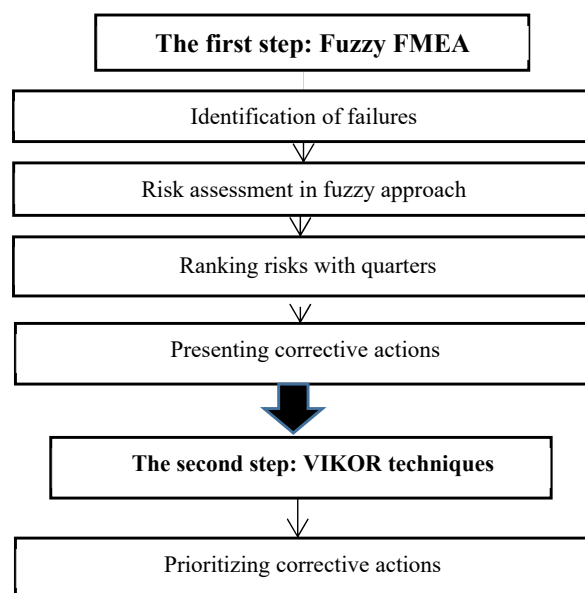 The first step: Fuzzy FMEA
Identification of failures
Risk assessment in fuzzy approach
Ranking risks with quarters
Presenting corrective actions
The second step: VIKOR techniques
Prioritizing corrective actions